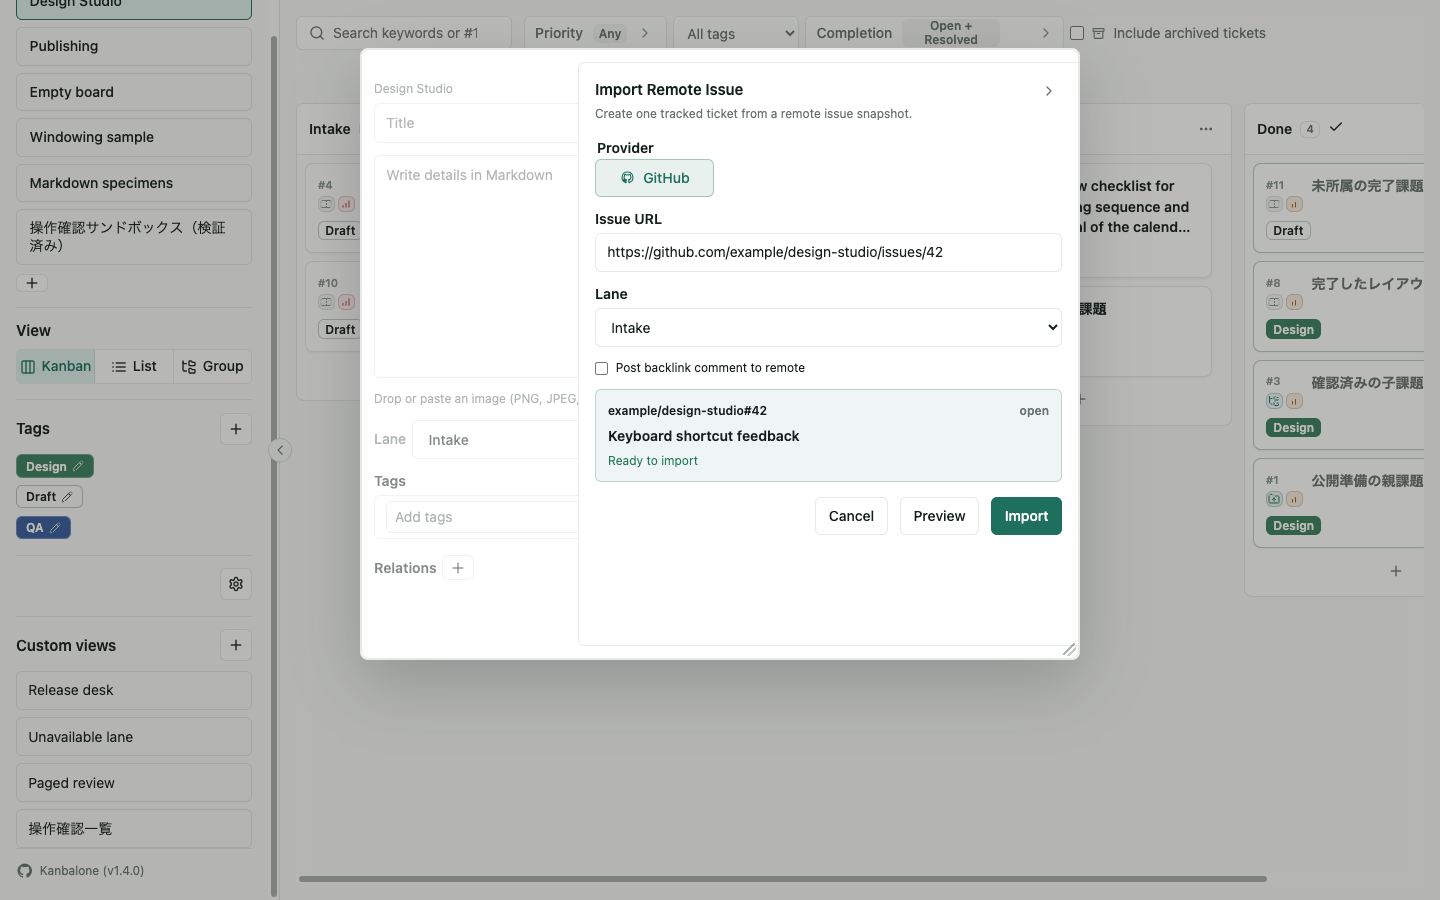 Design Studio
Publishing
Empty board
Windowing sample
Markdown specimens
操作確認サンドボックス（検証
済み）
View
Kanban
List
Group
Tags
Design
Draft
QA
Custom views
Release desk
Unavailable lane
Paged review
操作確認一覧
Kanbalone (v1.4.0)
Search keywords or #1
Priority
Any
All tags
Completion
Open +
Resolved
Include archived tickets
Intake
#4
Draft
#10
Draft
Design Studio
Title
Write details in Markdown
Drop or paste an image (PNG, JPEG,
Lane
Intake
Tags
Add tags
Relations
Import Remote Issue
Create one tracked ticket from a remote issue snapshot.
Provider
GitHub
Issue URL
https://github.com/example/design-studio/issues/42
Lane
Intake
Post backlink comment to remote
example/design-studio#42
open
Keyboard shortcut feedback
Ready to import
Cancel
Preview
Import
w checklist for
ng sequence and
al of the calend...
課題
Done
4
#11
未所属の完了課題
Draft
#8
完了したレイアウ
Design
#3
確認済みの子課題
Design
#1
公開準備の親課題
Design